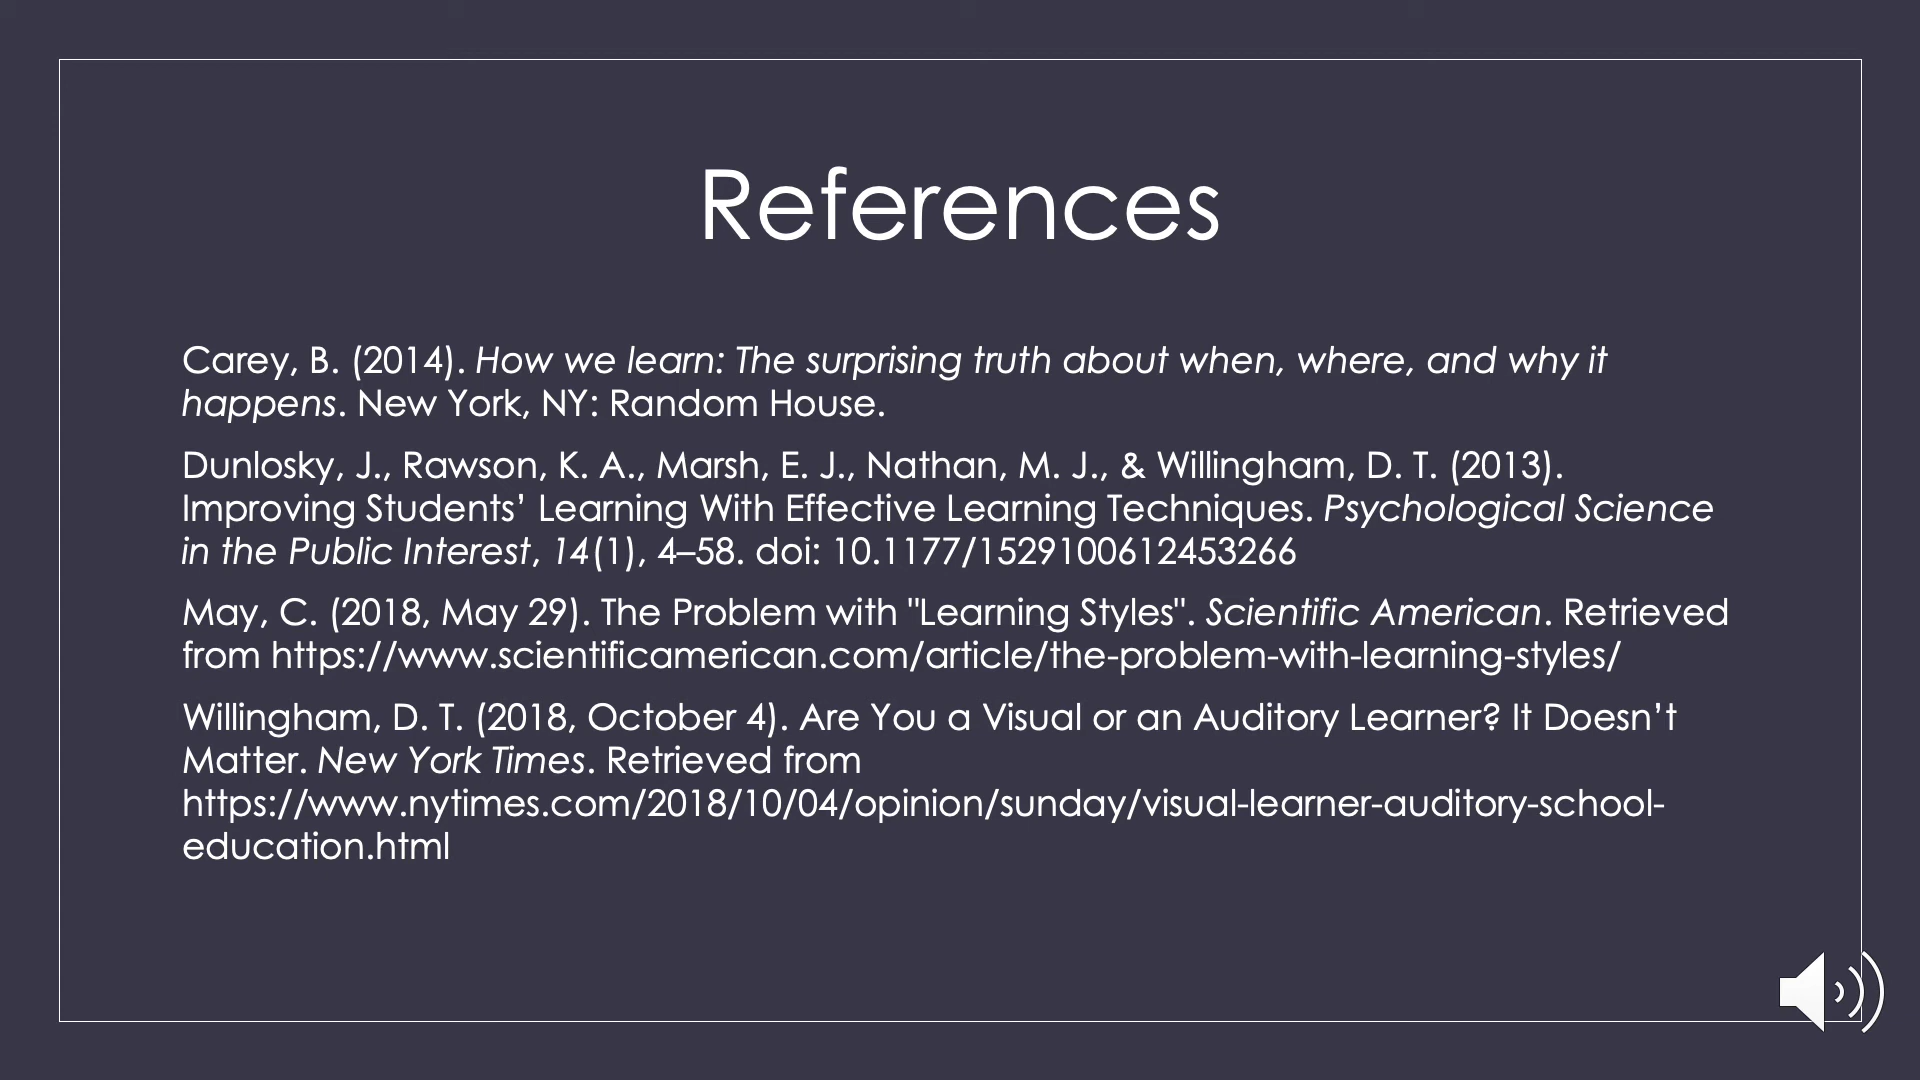 References
Carey, B. (2014). How we learn: The surprising truth about when, where, and why it
happens. New York, NY: Random House.
Dunlosky, J., Rawson, K. A., Marsh, E. J., Nathan, M. J., & Willingham, D. T. (2013).
Improving Students’ Learning With Effective Learning Techniques. Psychological Science
in the Public Interest, 14(1), 4–58. doi: 10.1177/1529100612453266
May, C. (2018, May 29). The Problem with "Learning Styles". Scientific American. Retrieved
from https://www.scientificamerican.com/article/the-problem-with-learning-styles/
Willingham, D. T. (2018, October 4). Are You a Visual or an Auditory Learner? It Doesn’t
Matter. New York Times. Retrieved from
https://www.nytimes.com/2018/10/04/opinion/sunday/visual-learner-auditory-school-
education.html